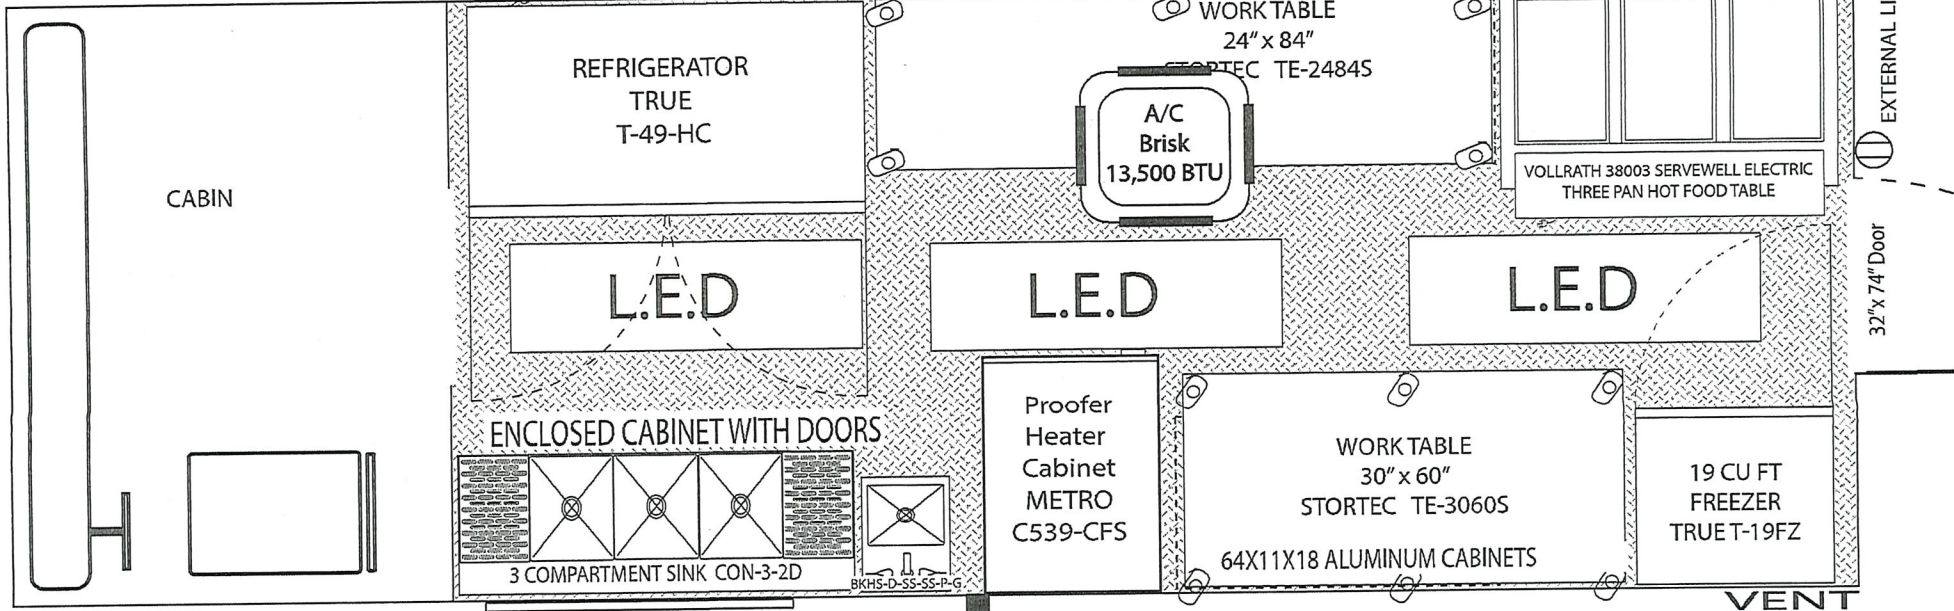 CABIN
REFRIGERATOR
TRUE
T-49-HC
WORK TABLE
24" x 84"
STORTEC TE-2484S
A/C
Brisk
13,500 BTU
VOLLRATH 38003 SERVEWELL ELECTRIC
THREE PAN HOT FOOD TABLE
EXTERNAL
32"x 74" Door
L.E.D
L.E.D
L.E.D
ENCLOSED CABINET WITH DOORS
3 COMPARTMENT SINK CON-3-2D
BKHS-D-SS-SS-P-G
Proofer
Heater
Cabinet
METRO
C539-CFS
WORK TABLE
30" x 60"
STORTEC TE-3060S
64X11X18 ALUMINUM CABINETS
19 CU FT
FREEZER
TRUE T-19FZ
VENT